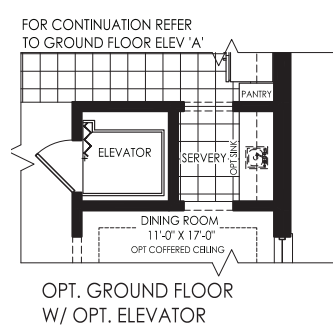 FOR CONTINUATION REFER
TO GROUND FLOOR ELEV 'A'
PANTRY
ELEVATOR
SERVERY
OPT SINK
DINING ROOM
11'-0" X 17'-0"
OPT COFFERED CEILING
OPT. GROUND FLOOR
W/ OPT. ELEVATOR